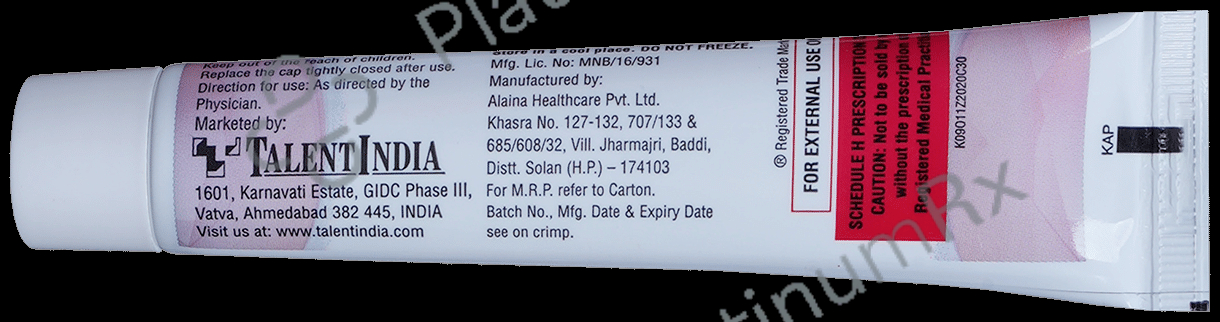 Keep out of the reach of children.
Replace the cap tightly closed after use.
Direction for use: As directed by the
Physician.
Marketed by:
TALENTINDIA
1601, Karnavati Estate, GIDC Phase III,
Vatva, Ahmedabad 382 445, INDIA
Visit us at: www.talentindia.com
Store in a cool place. DO NOT FREEZE.
Mfg. Lic. No: MNB/16/931
Manufactured by:
Alaina Healthcare Pvt. Ltd.
Khasra No. 127-132, 707/133 &
685/608/32, Vill. Jharmajri, Baddi,
Distt. Solan (H.P.) – 174103
For M.R.P. refer to Carton.
Batch No., Mfg. Date & Expiry Date
see on crimp.
® Registered Trade Mark
FOR EXTERNAL USE
SCHEDULE H PRESCRIPTION
CAUTION: Not to be sold by
without the prescription
Registered Medical
K09011Z2020C30
KAP
PlatinumRx